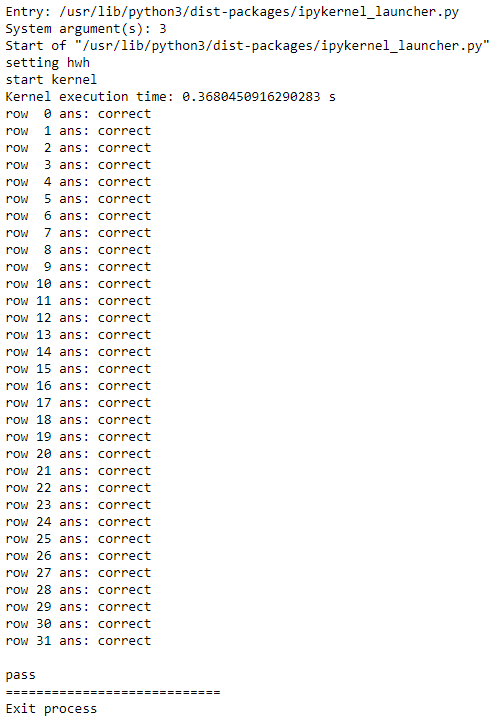 Entry: /usr/lib/python3/dist-packages/ipykernel_launcher.py
System argument(s): 3
Start of "/usr/lib/python3/dist-packages/ipykernel_launcher.py"
setting hwh
start kernel
Kernel execution time: 0.3680450916290283 s
row  0 ans: correct
row  1 ans: correct
row  2 ans: correct
row  3 ans: correct
row  4 ans: correct
row  5 ans: correct
row  6 ans: correct
row  7 ans: correct
row  8 ans: correct
row  9 ans: correct
row 10 ans: correct
row 11 ans: correct
row 12 ans: correct
row 13 ans: correct
row 14 ans: correct
row 15 ans: correct
row 16 ans: correct
row 17 ans: correct
row 18 ans: correct
row 19 ans: correct
row 20 ans: correct
row 21 ans: correct
row 22 ans: correct
row 23 ans: correct
row 24 ans: correct
row 25 ans: correct
row 26 ans: correct
row 27 ans: correct
row 28 ans: correct
row 29 ans: correct
row 30 ans: correct
row 31 ans: correct

pass
============================
Exit process